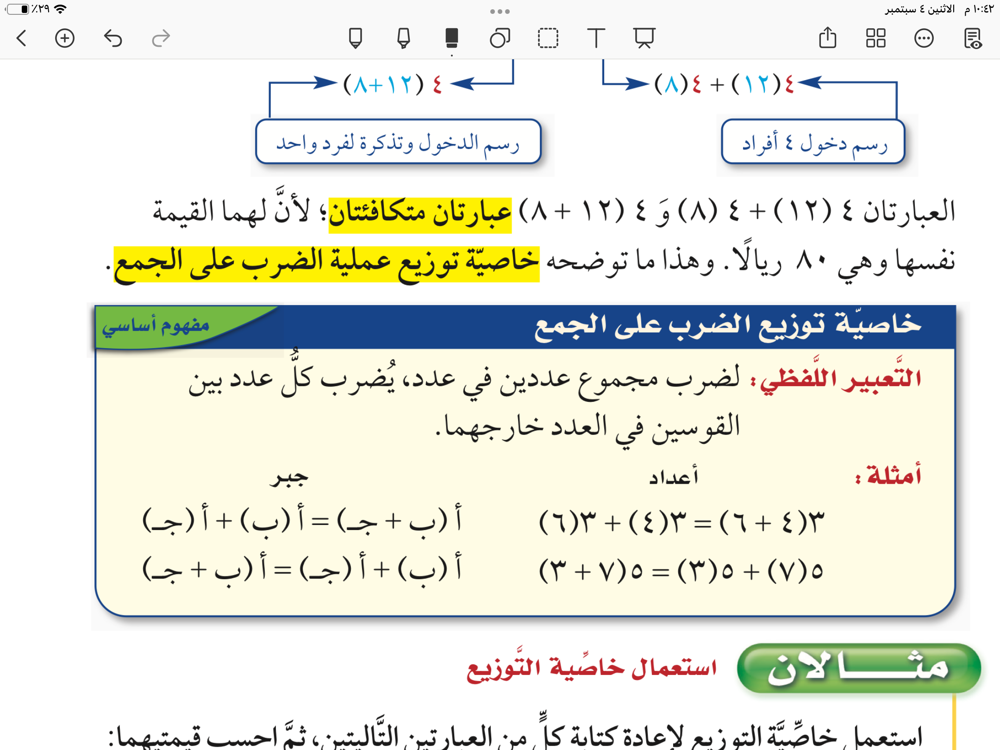 ١٠:٤٢ م الاثنين ٤ سبتمبر
٪٢٩
٤(١٢) + ٤(٨)
٤ (١٢+٨)
رسم دخول ٤ أفراد
رسم الدخول وتذكرة لفرد واحد
العبارتان ٤ (١٢) + ٤ (٨) وَ ٤ (١٢ + ٨) عبارتان متكافئتان؛ لأنَّ لهما القيمة
نفسها وهي ٨٠ ريالًا. وهذا ما توضحه خاصيّة توزيع عملية الضرب على الجمع.
خاصيّة توزيع الضرب على الجمع
مفهوم أساسي
التَّعبير اللَّفظي: لضرب مجموع عددين في عدد، يُضرب كلُّ عدد بين
القوسين في العدد خارجهما.
أمثلة: أعداد جبر
٣(٤ + ٦) = ٣(٤) + ٣(٦) أ (ب + جـ) = أ (ب) + أ (جـ)
٥(٧) + ٥(٣) = ٥(٧ + ٣) أ (ب) + أ (جـ) = أ (ب + جـ)
مثـــالان استعمال خاصِّية التَّوزيع
استعمل خاصِّيَّة التوزيع لإعادة كتابة كلٍّ من العبارتين التَّاليتين، ثمَّ احسب قيمتيهما: